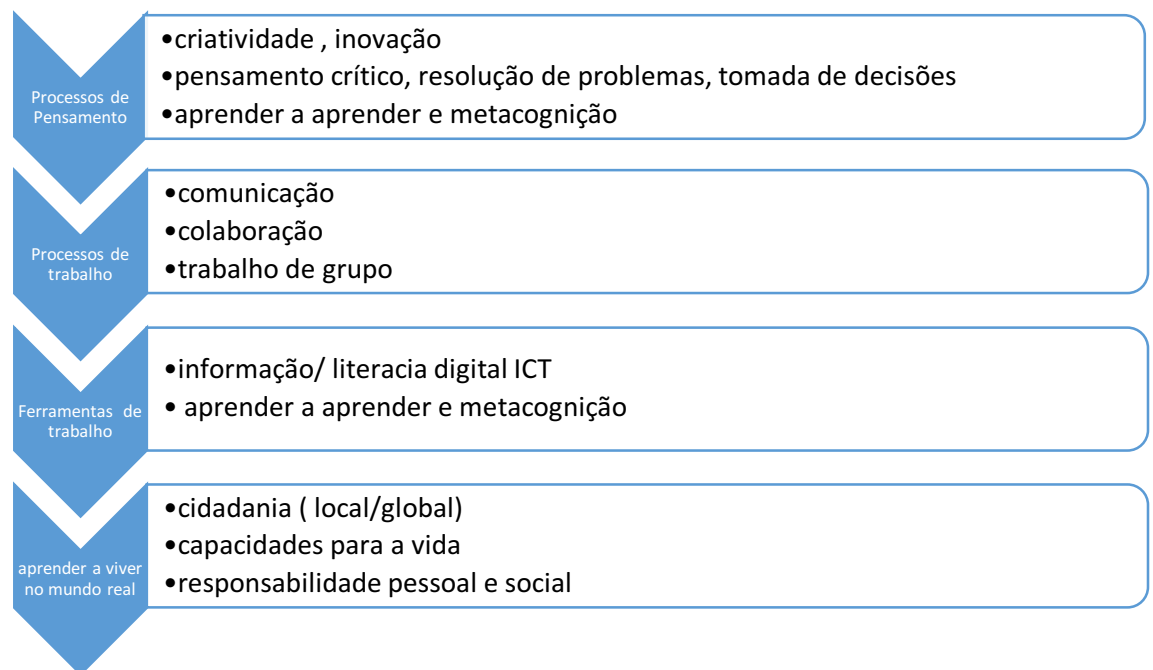 Processos de
Pensamento
•criatividade , inovação
•pensamento crítico, resolução de problemas, tomada de decisões
•aprender a aprender e metacognição
Processos de
trabalho
•comunicação
•colaboração
•trabalho de grupo
Ferramentas de
trabalho
•informação/ literacia digital ICT
• aprender a aprender e metacognição
aprender a viver
no mundo real
•cidadania ( local/global)
•capacidades para a vida
•responsabilidade pessoal e social